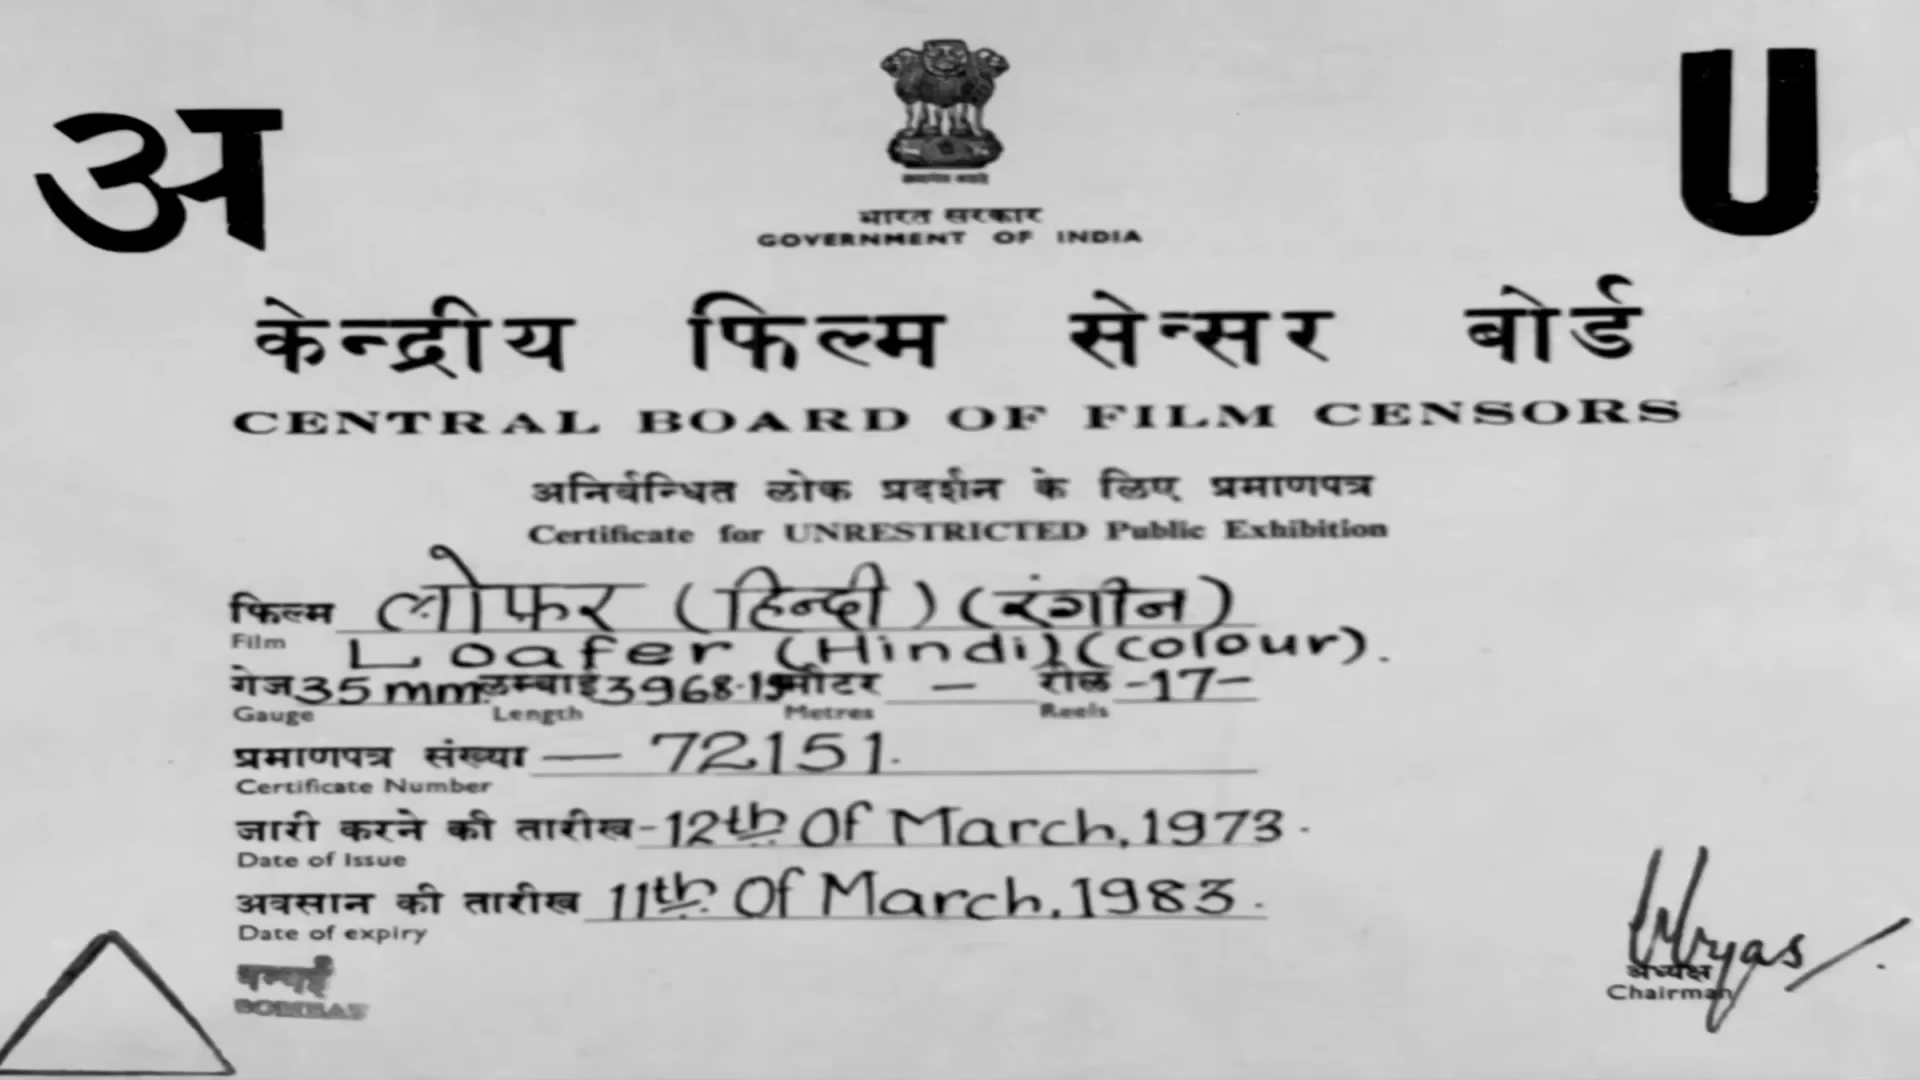 अ U
भारत सरकार
GOVERNMENT OF INDIA
केन्द्रीय फिल्म सेन्सर बोर्ड
CENTRAL BOARD OF FILM CENSORS
अनिर्बन्धित लोक प्रदर्शन के लिए प्रमाणपत्र
Certificate for UNRESTRICTED Public Exhibition
फिल्म लोफर (हिन्दी) (रंगीन)
Film Loafer (Hindi) (colour).
गेज 35 mm लम्बाई 3968.19 मीटर — रील -17-
Gauge Length Metres Reels
प्रमाणपत्र संख्या — 72151.
Certificate Number
जारी करने की तारीख -12th Of March, 1973.
Date of Issue
अवसान की तारीख 11th Of March, 1983.
Date of expiry
बम्बई
BOMBAY
अध्यक्ष
Chairman